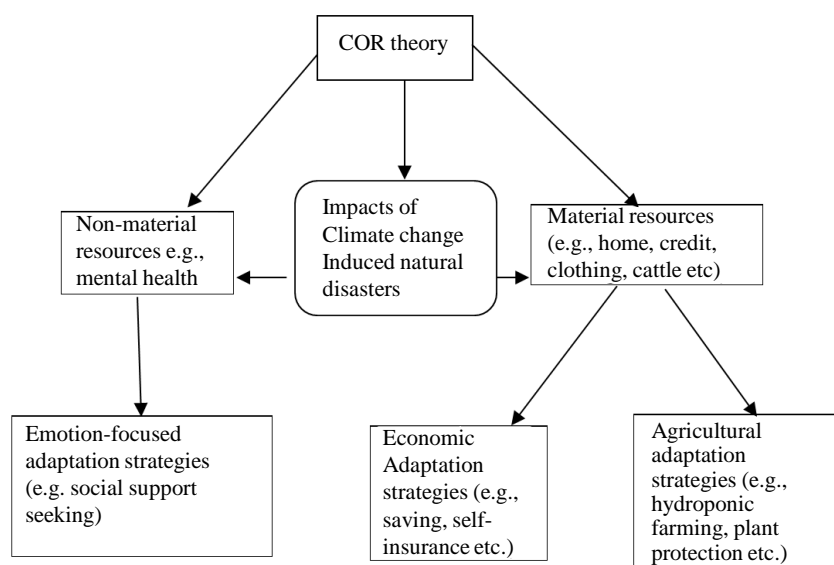 COR theory
Non-material
resources e.g.,
mental health
Impacts of
Climate change
Induced natural
disasters
Material resources
(e.g., home, credit,
clothing, cattle etc)
Emotion-focused
adaptation strategies
(e.g. social support
seeking)
Economic
Adaptation
strategies (e.g.,
saving, self-
insurance etc.)
Agricultural
adaptation
strategies (e.g.,
hydroponic
farming, plant
protection etc.)